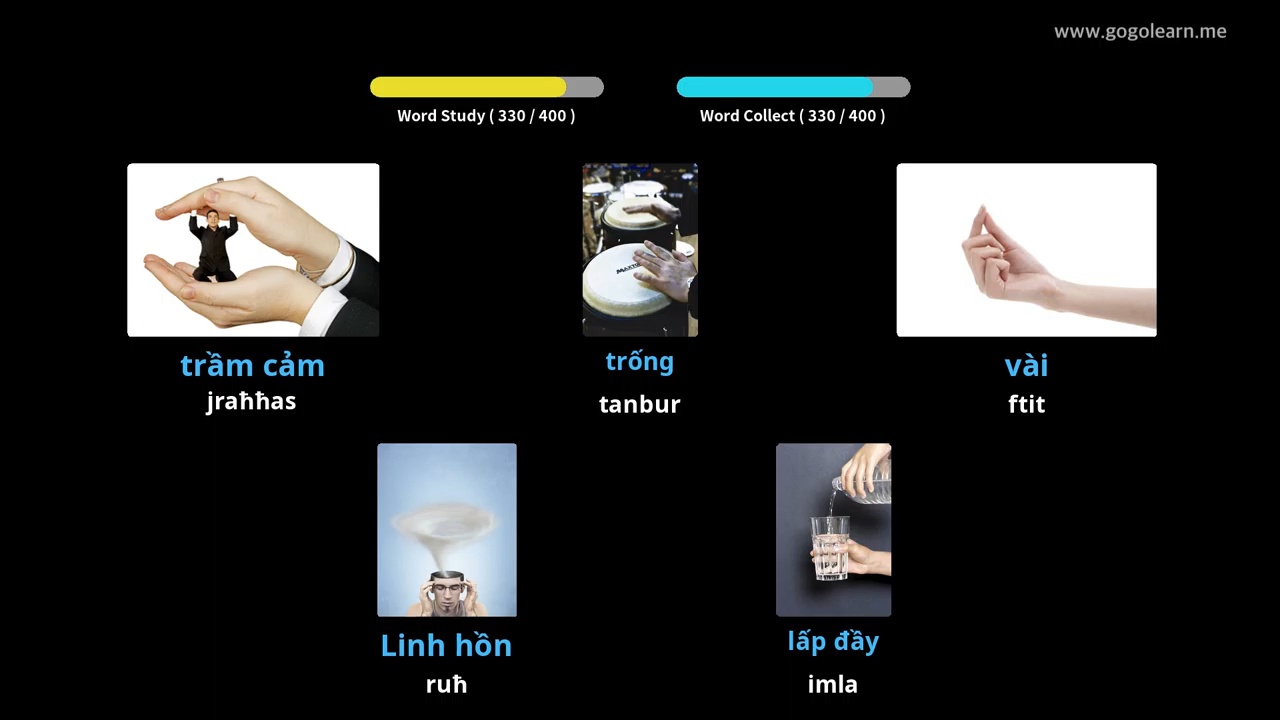 www.gogolearn.me
Word Study ( 330 / 400 )
Word Collect ( 330 / 400 )
trầm cảm
jraħħas
trống
tanbur
vài
ftit
Linh hồn
ruħ
lấp đầy
imla